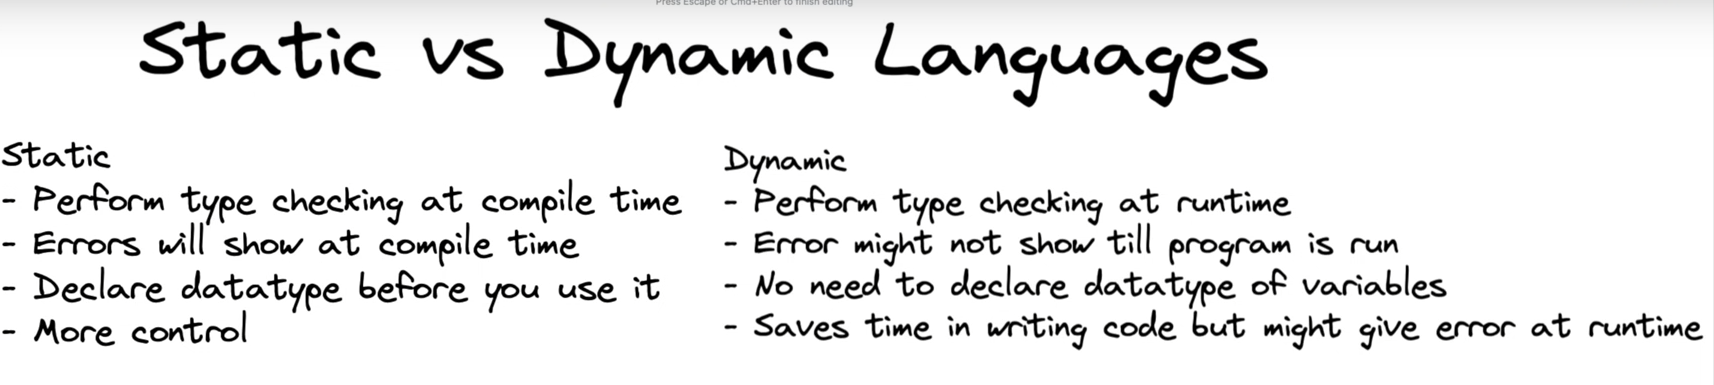 Press Escape or Cmd+Enter to finish editing
Static vs Dynamic Languages
Static
- Perform type checking at compile time
- Errors will show at compile time
- Declare datatype before you use it
- More control
Dynamic
- Perform type checking at runtime
- Error might not show till program is run
- No need to declare datatype of variables
- Saves time in writing code but might give error at runtime